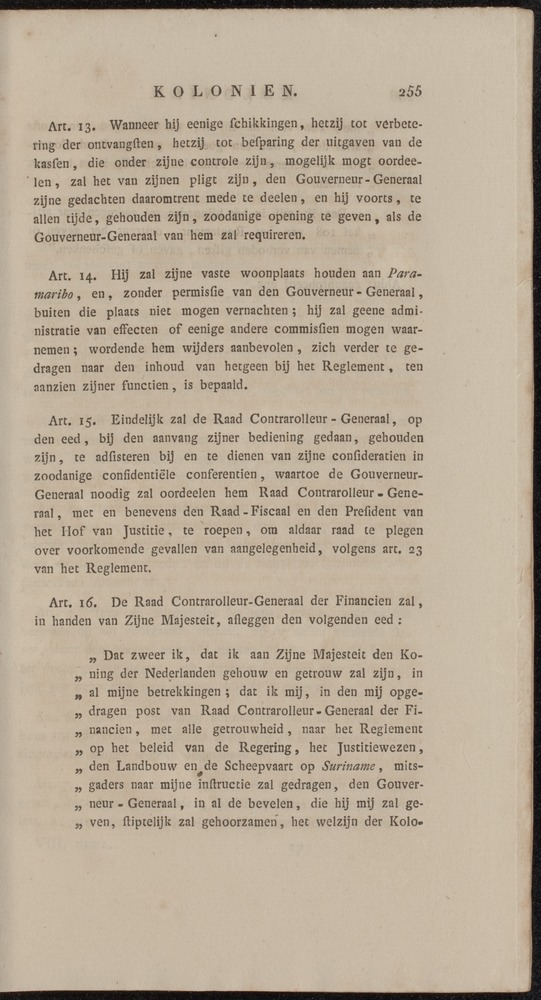 KOLONIEN. 255
Art. 13. Wanneer hij eenige ſchikkingen, hetzij tot verbete-
ring der ontvangſten, hetzij tot beſparing der uitgaven van de
kasſen, die onder zijne controle zijn, mogelijk mogt oordee-
len, zal het van zijnen pligt zijn, den Gouverneur-Generaal
zijne gedachten daaromtrent mede te deelen, en hij voorts, te
allen tijde, gehouden zijn, zoodanige opening te geven, als de
Gouverneur-Generaal van hem zal requireren.
Art. 14. Hij zal zijne vaste woonplaats houden aan Para-
maribo, en, zonder permisſie van den Gouverneur-Generaal,
buiten die plaats niet mogen vernachten; hij zal geene admi-
nistratie van effecten of eenige andere commisſien mogen waar-
nemen; wordende hem wijders aanbevolen, zich verder te ge-
dragen naar den inhoud van hetgeen bij het Reglement, ten
aanzien zijner functien, is bepaald.
Art. 15. Eindelijk zal de Raad Contrarolleur-Generaal, op
den eed, bij den aanvang zijner bediening gedaan, gehouden
zijn, te adſisteren bij en te dienen van zijne conſideratien in
zoodanige conſidentiële conferentien, waartoe de Gouverneur-
Generaal noodig zal oordeelen hem Raad Contrarolleur-Gene-
raal, met en benevens den Raad-Fiscaal en den Preſident van
het Hof van Justitie, te roepen, om aldaar raad te plegen
over voorkomende gevallen van aangelegenheid, volgens art. 23
van het Reglement.
Art. 16. De Raad Contrarolleur-Generaal der Financien zal,
in handen van Zijne Majesteit, afleggen den volgenden eed:
„ Dat zweer ik, dat ik aan Zijne Majesteit den Ko-
„ ning der Nederlanden gehouw en getrouw zal zijn, in
„ al mijne betrekkingen; dat ik mij, in den mij opge-
„ dragen post van Raad Contrarolleur-Generaal der Fi-
„ nancien, met alle getrouwheid, naar het Reglement
„ op het beleid van de Regering, het Justitiewezen,
„ den Landbouw en de Scheepvaart op Suriname, mits-
„ gaders naar mijne inſtructie zal gedragen, den Gouver-
„ neur-Generaal, in al de bevelen, die hij mij zal ge-
„ ven, ſtiptelijk zal gehoorzamen, het welzijn der Kolo-